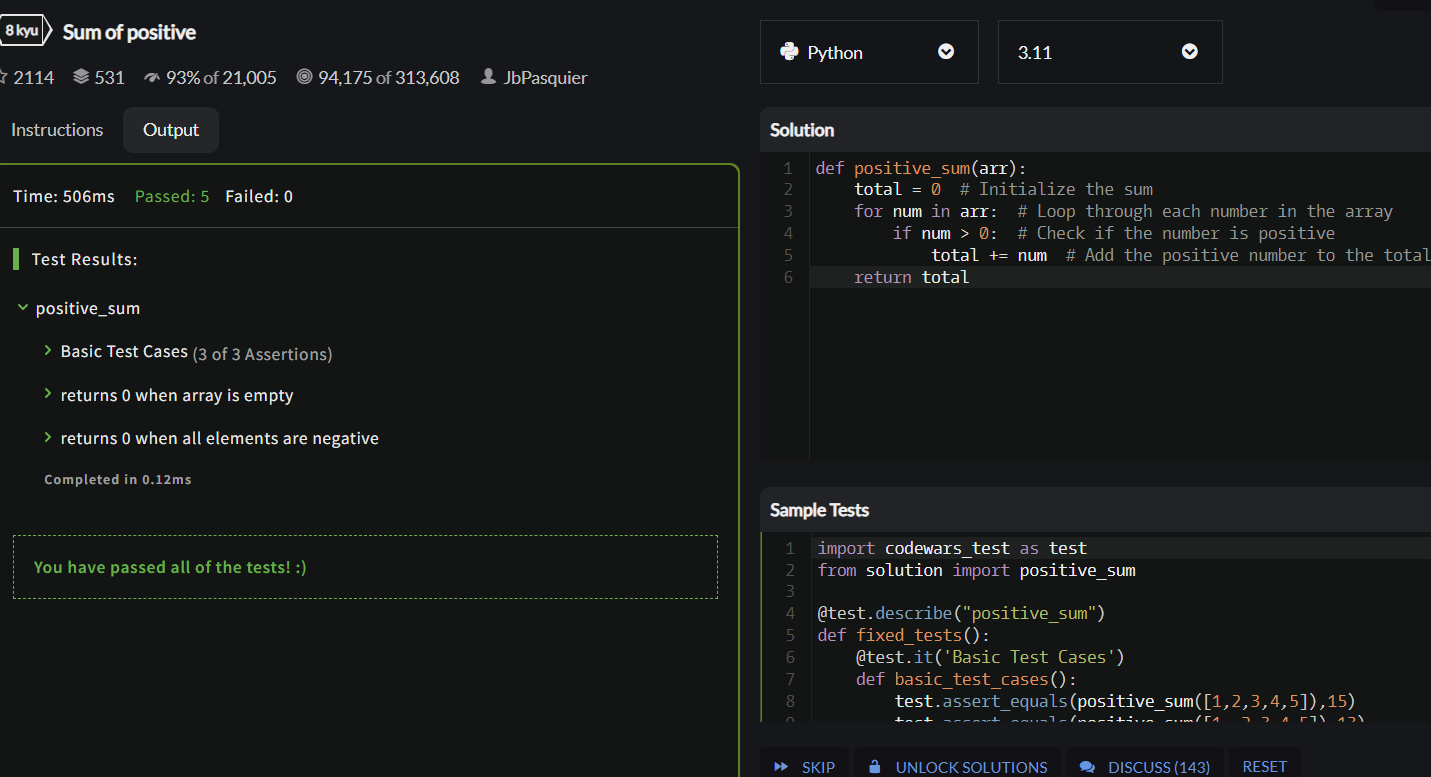 8 kyu Sum of positive
2114 531 93% of 21,005 94,175 of 313,608 JbPasquier
Instructions Output
Time: 506ms Passed: 5 Failed: 0
Test Results:
positive_sum
Basic Test Cases (3 of 3 Assertions)
returns 0 when array is empty
returns 0 when all elements are negative
Completed in 0.12ms
You have passed all of the tests! :)
Python 3.11
Solution
1 def positive_sum(arr):
2     total = 0  # Initialize the sum
3     for num in arr:  # Loop through each number in the array
4         if num > 0:  # Check if the number is positive
5             total += num  # Add the positive number to the total
6     return total
Sample Tests
1 import codewars_test as test
2 from solution import positive_sum
3
4 @test.describe("positive_sum")
5 def fixed_tests():
6     @test.it('Basic Test Cases')
7     def basic_test_cases():
8         test.assert_equals(positive_sum([1,2,3,4,5]),15)
SKIP UNLOCK SOLUTIONS DISCUSS (143) RESET